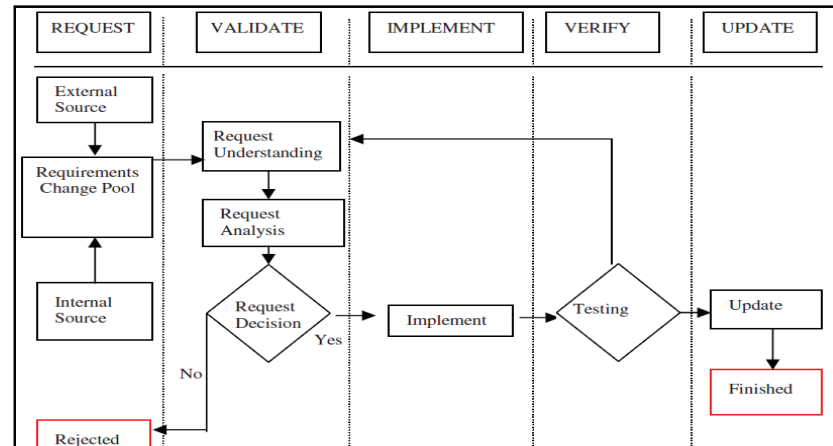 REQUEST
VALIDATE
IMPLEMENT
VERIFY
UPDATE
External
Source
Requirements
Change Pool
Internal
Source
Rejected
Request
Understanding
Request
Analysis
Request
Decision
Yes
No
Implement
Testing
Update
Finished